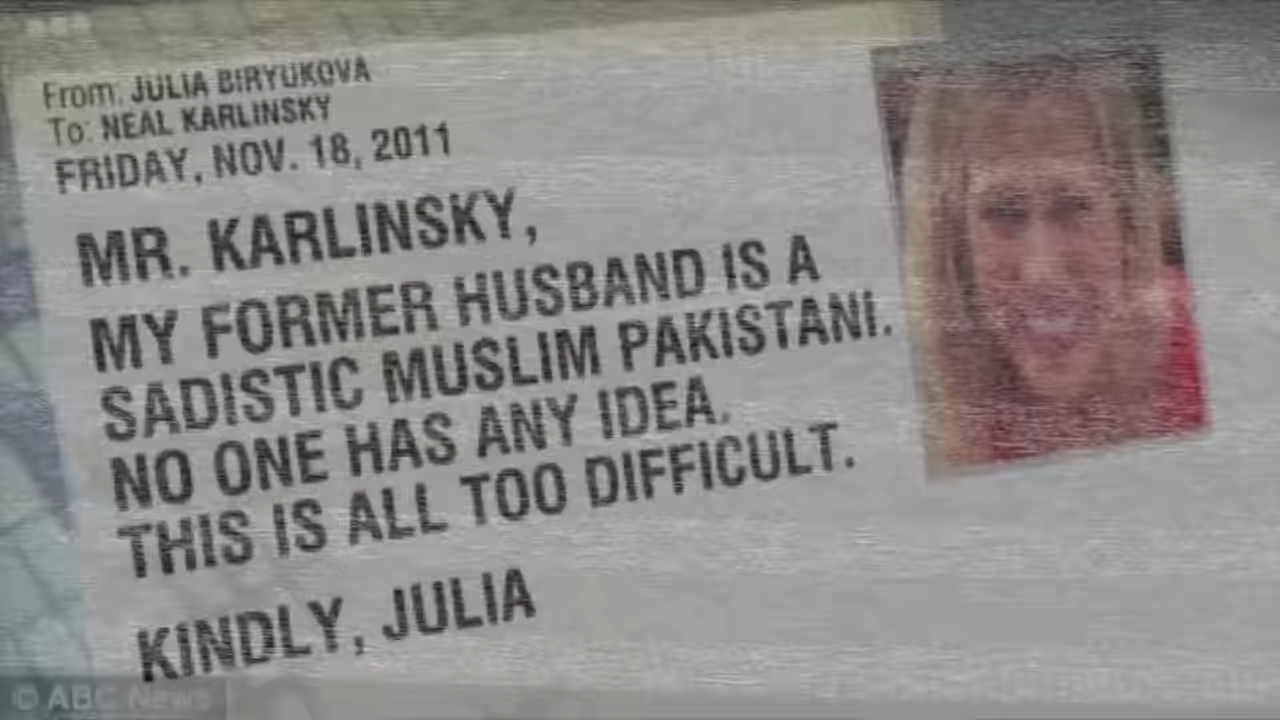 From: JULIA BIRYUKOVA
To: NEAL KARLINSKY
FRIDAY, NOV. 18, 2011
MR. KARLINSKY,
MY FORMER HUSBAND IS A
SADISTIC MUSLIM PAKISTANI.
NO ONE HAS ANY IDEA.
THIS IS ALL TOO DIFFICULT.
KINDLY, JULIA
© ABC News